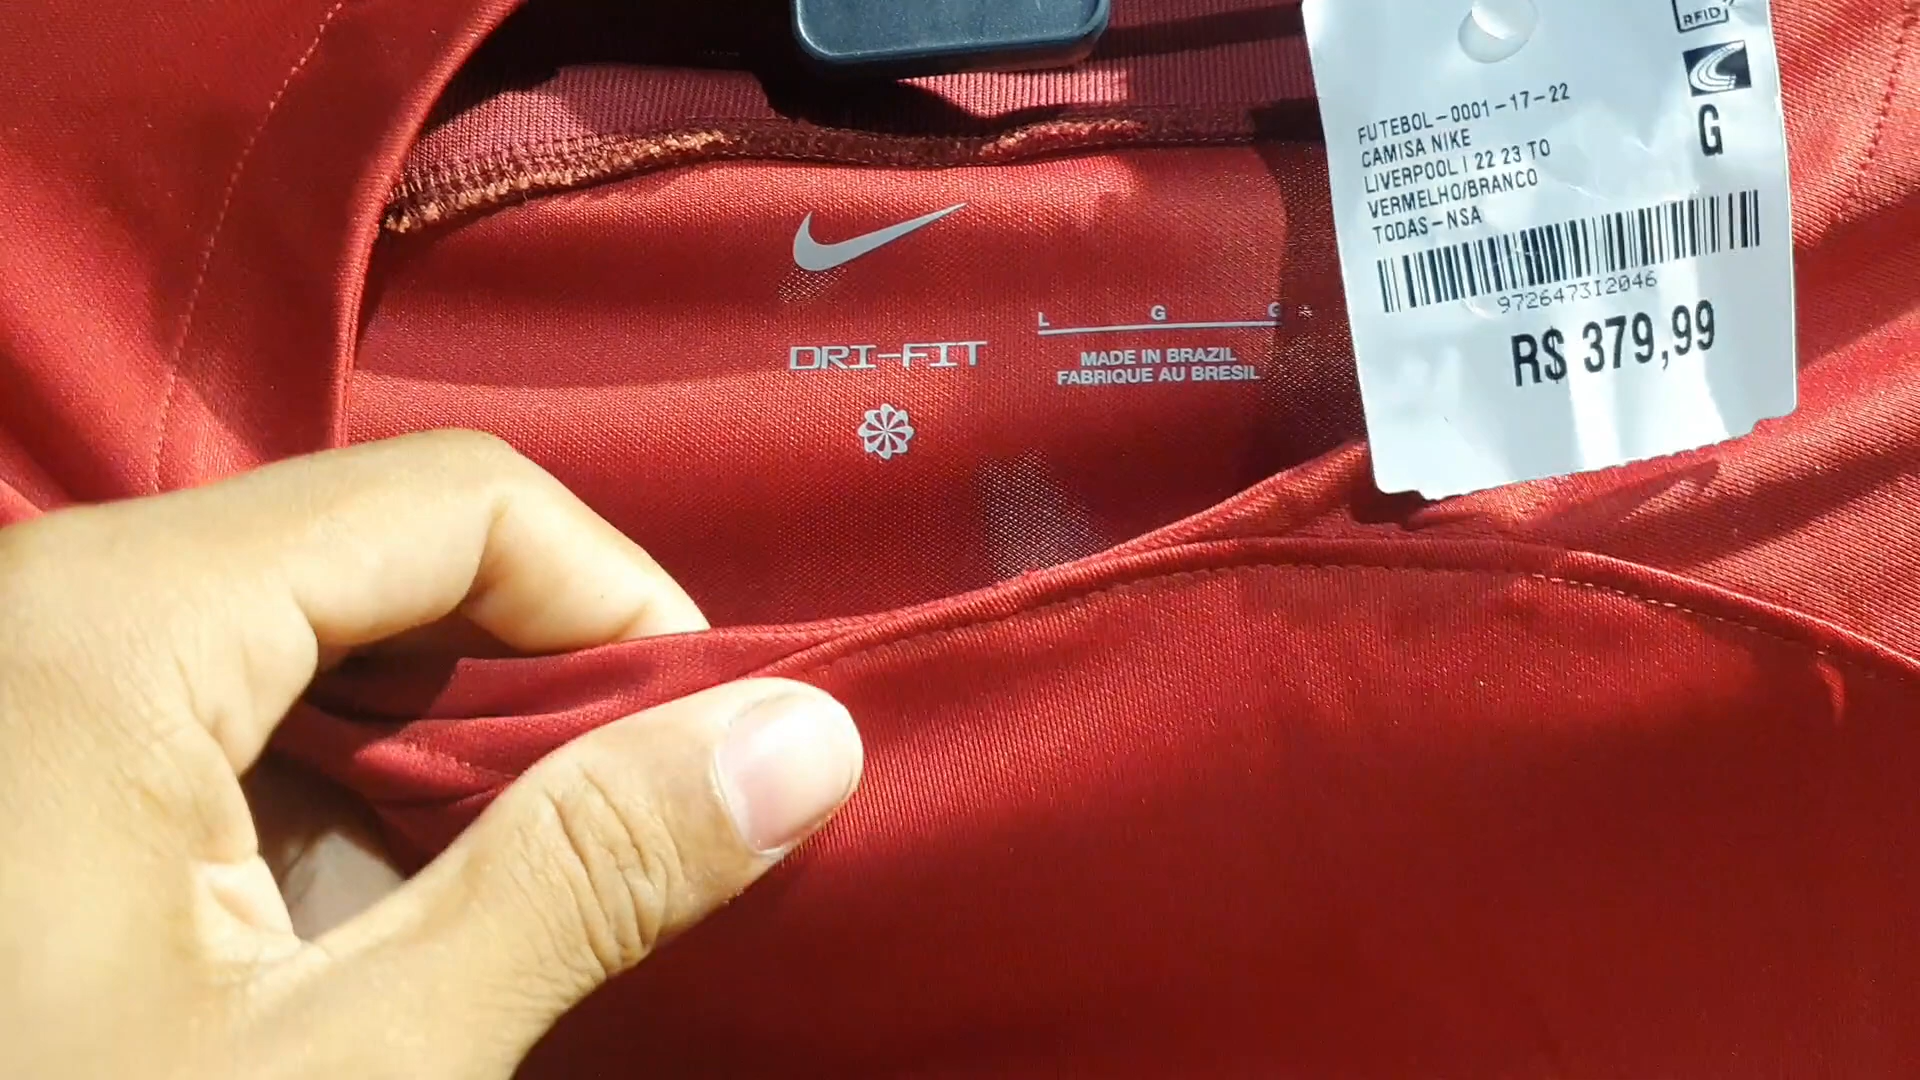 RFID
G
FUTEBOL-0001-17-22
CAMISA NIKE
LIVERPOOL I 22 23 TO
VERMELHO/BRANCO
TODAS-NSA
972647312046
R$ 379,99
DRI-FIT
L G G
MADE IN BRAZIL
FABRIQUE AU BRESIL